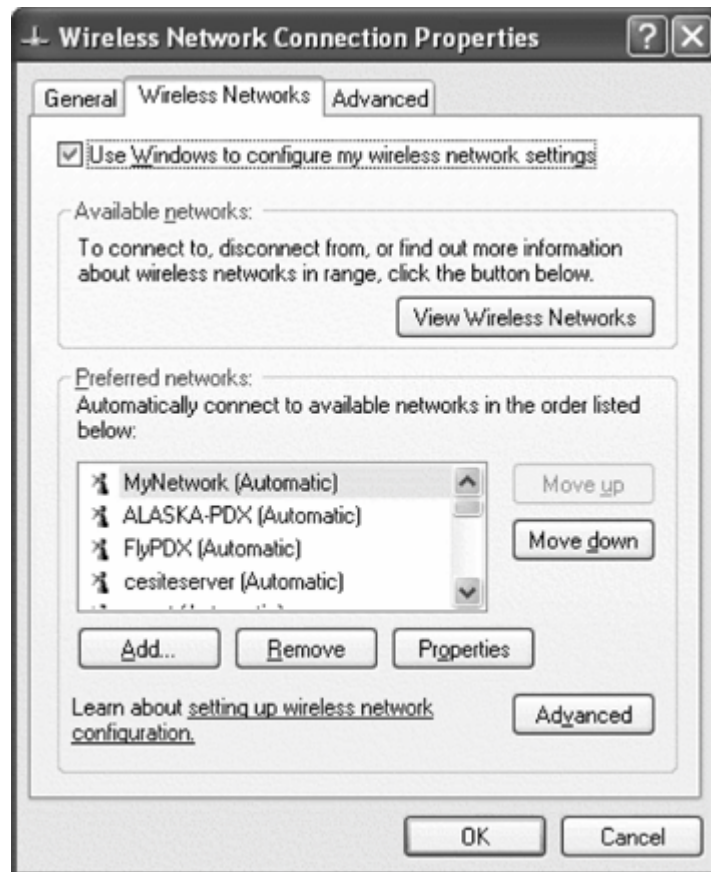 Wireless Network Connection Properties
General Wireless Networks Advanced
Use Windows to configure my wireless network settings
Available networks:
To connect to, disconnect from, or find out more information
about wireless networks in range, click the button below.
View Wireless Networks
Preferred networks:
Automatically connect to available networks in the order listed
below:
MyNetwork (Automatic)
ALASKA-PDX (Automatic)
FlyPDX (Automatic)
cesiteserver (Automatic)
Move up
Move down
Add... Remove Properties
Learn about setting up wireless network
configuration.
Advanced
OK Cancel